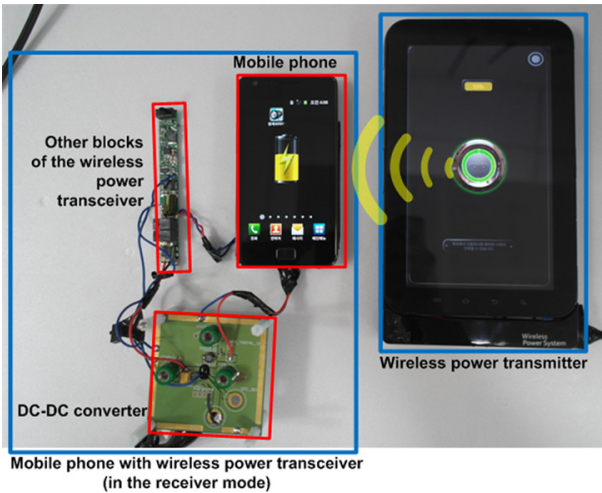 Mobile phone
Other blocks
of the wireless
power
transceiver
DC-DC converter
Wireless
Power System
Wireless power transmitter
Mobile phone with wireless power transceiver
(in the receiver mode)